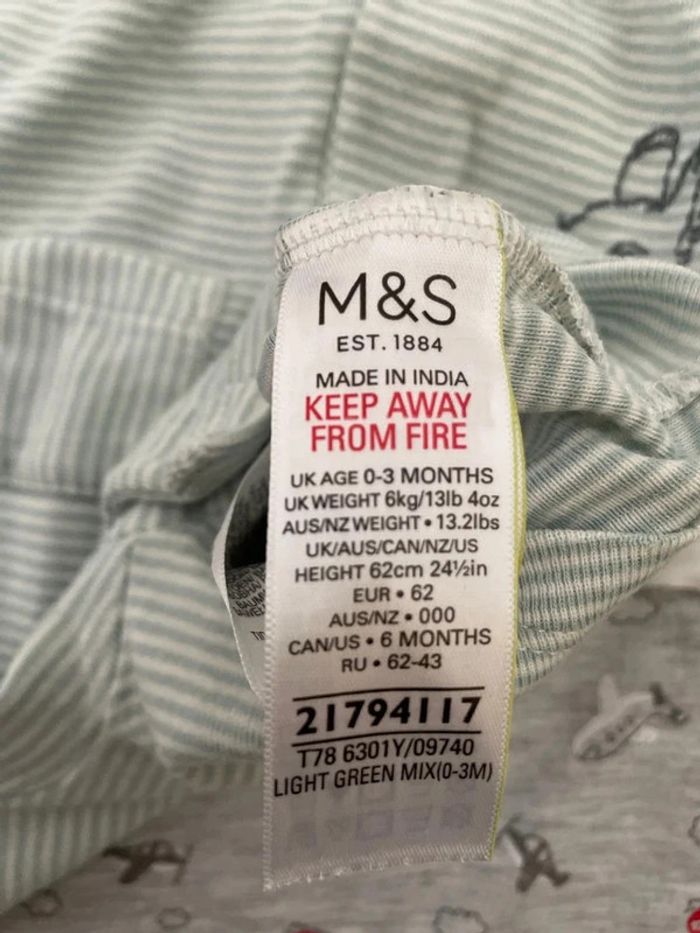 M&S
EST. 1884
MADE IN INDIA
KEEP AWAY
FROM FIRE
UK AGE 0-3 MONTHS
UK WEIGHT 6kg/13lb 4oz
AUS/NZ WEIGHT • 13.2lbs
UK/AUS/CAN/NZ/US
HEIGHT 62cm 24½in
EUR • 62
AUS/NZ • 000
CAN/US • 6 MONTHS
RU • 62-43
21794117
T78 6301Y/09740
LIGHT GREEN MIX(0-3M)